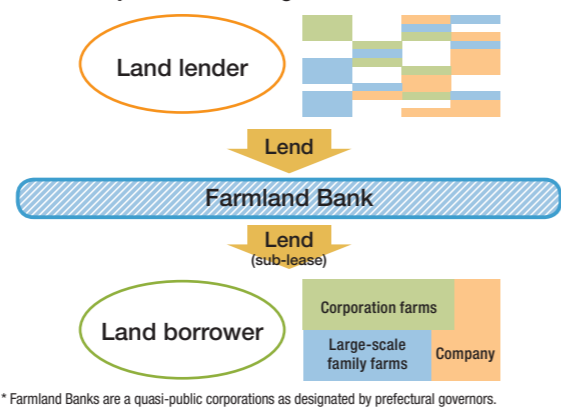 Land lender
Lend
Farmland Bank
Lend
(sub-lease)
Land borrower
Corporation farms
Large-scale
family farms
Company
* Farmland Banks are a quasi-public corporations as designated by prefectural governors.